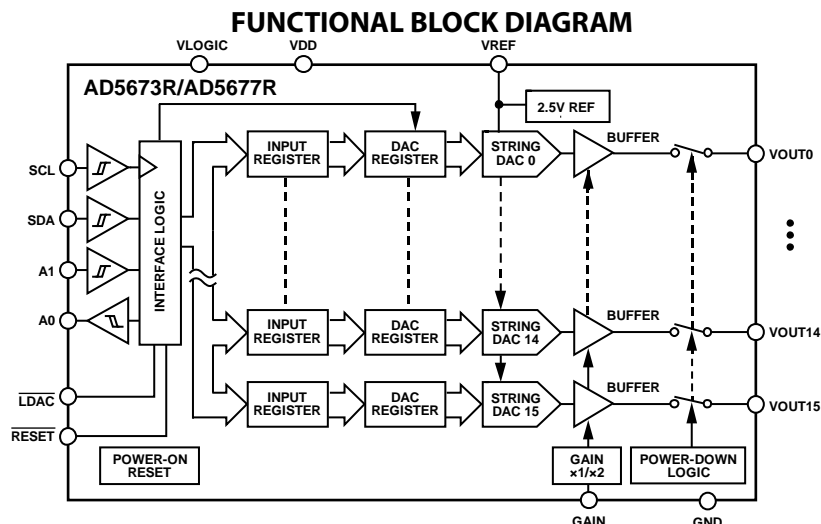 FUNCTIONAL BLOCK DIAGRAM
VLOGIC
VDD
VREF
AD5673R/AD5677R
2.5V REF
SCL
SDA
A1
A0
LDAC
RESET
INTERFACE LOGIC
INPUT
REGISTER
DAC
REGISTER
STRING
DAC 0
BUFFER
VOUT0
INPUT
REGISTER
DAC
REGISTER
STRING
DAC 14
BUFFER
VOUT14
INPUT
REGISTER
DAC
REGISTER
STRING
DAC 15
BUFFER
VOUT15
POWER-ON
RESET
GAIN
×1/×2
POWER-DOWN
LOGIC
GAIN
GND